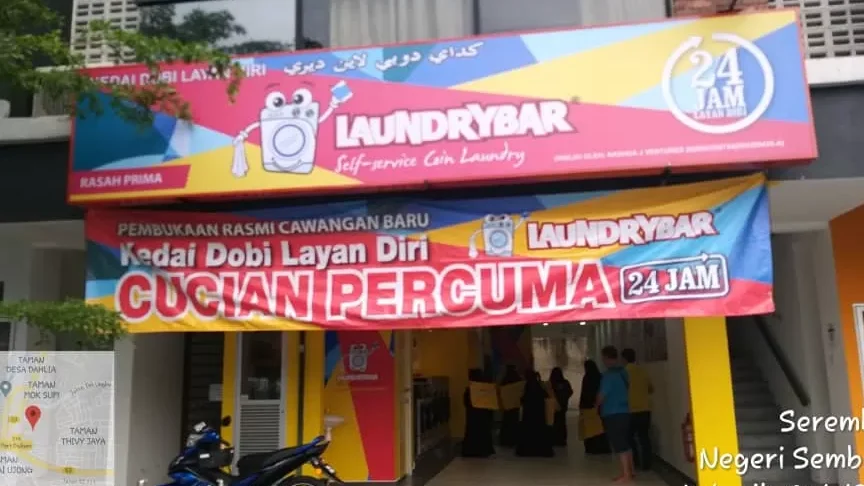 KEDAI DOBI LAYAN DIRI كداي دوبي لاين ديري
24
JAM
LAYAN DIRI
LAUNDRYBAR
Self-service Coin Laundry
RASAH PRIMA
PEMBUKAAN RASMI CAWANGAN BARU
Kedai Dobi Layan Diri
LAUNDRYBAR
CUCIAN PERCUMA
24 JAM
TAMAN
DESA DAHLIA
TAMAN
MOK SUM
TAMAN
THIVY JAYA
Seremb
Negeri Semb